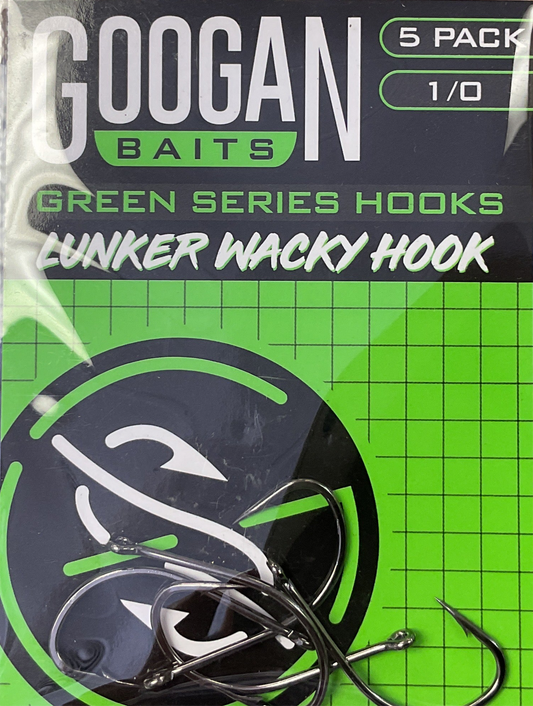 GOOGAN
BAITS
5 PACK
1/0
GREEN SERIES HOOKS
LUNKER WACKY HOOK